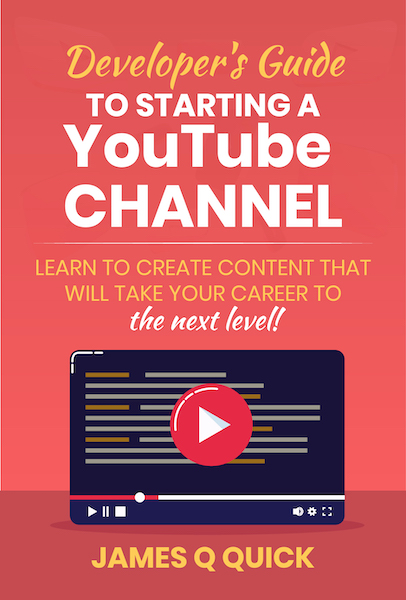 Developer's Guide
TO STARTING A
YouTube
CHANNEL
LEARN TO CREATE CONTENT THAT
WILL TAKE YOUR CAREER TO
the next level!
JAMES Q QUICK